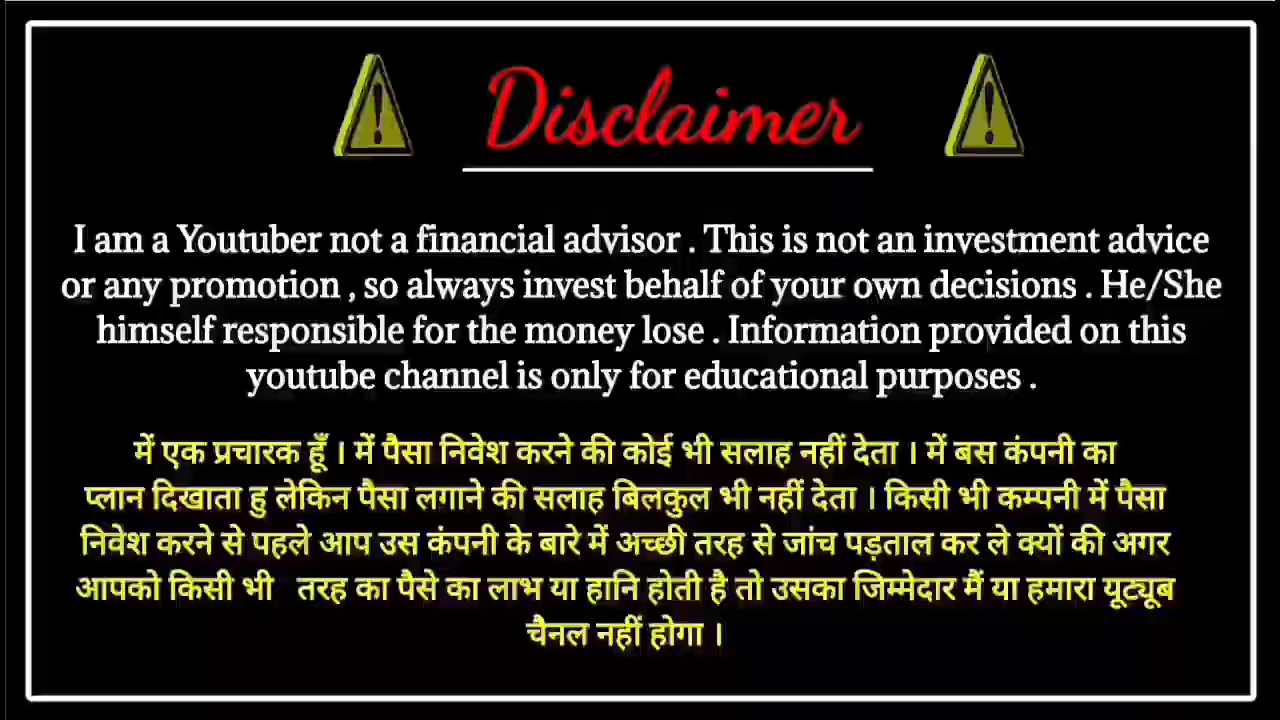 Disclaimer
I am a Youtuber not a financial advisor . This is not an investment advice
or any promotion , so always invest behalf of your own decisions . He/She
himself responsible for the money lose . Information provided on this
youtube channel is only for educational purposes .
में एक प्रचारक हूँ । में पैसा निवेश करने की कोई भी सलाह नहीं देता । में बस कंपनी का
प्लान दिखाता हु लेकिन पैसा लगाने की सलाह बिलकुल भी नहीं देता । किसी भी कम्पनी में पैसा
निवेश करने से पहले आप उस कंपनी के बारे में अच्छी तरह से जांच पड़ताल कर ले क्यों की अगर
आपको किसी भी तरह का पैसे का लाभ या हानि होती है तो उसका जिम्मेदार मैं या हमारा यूट्यूब
चैनल नहीं होगा ।